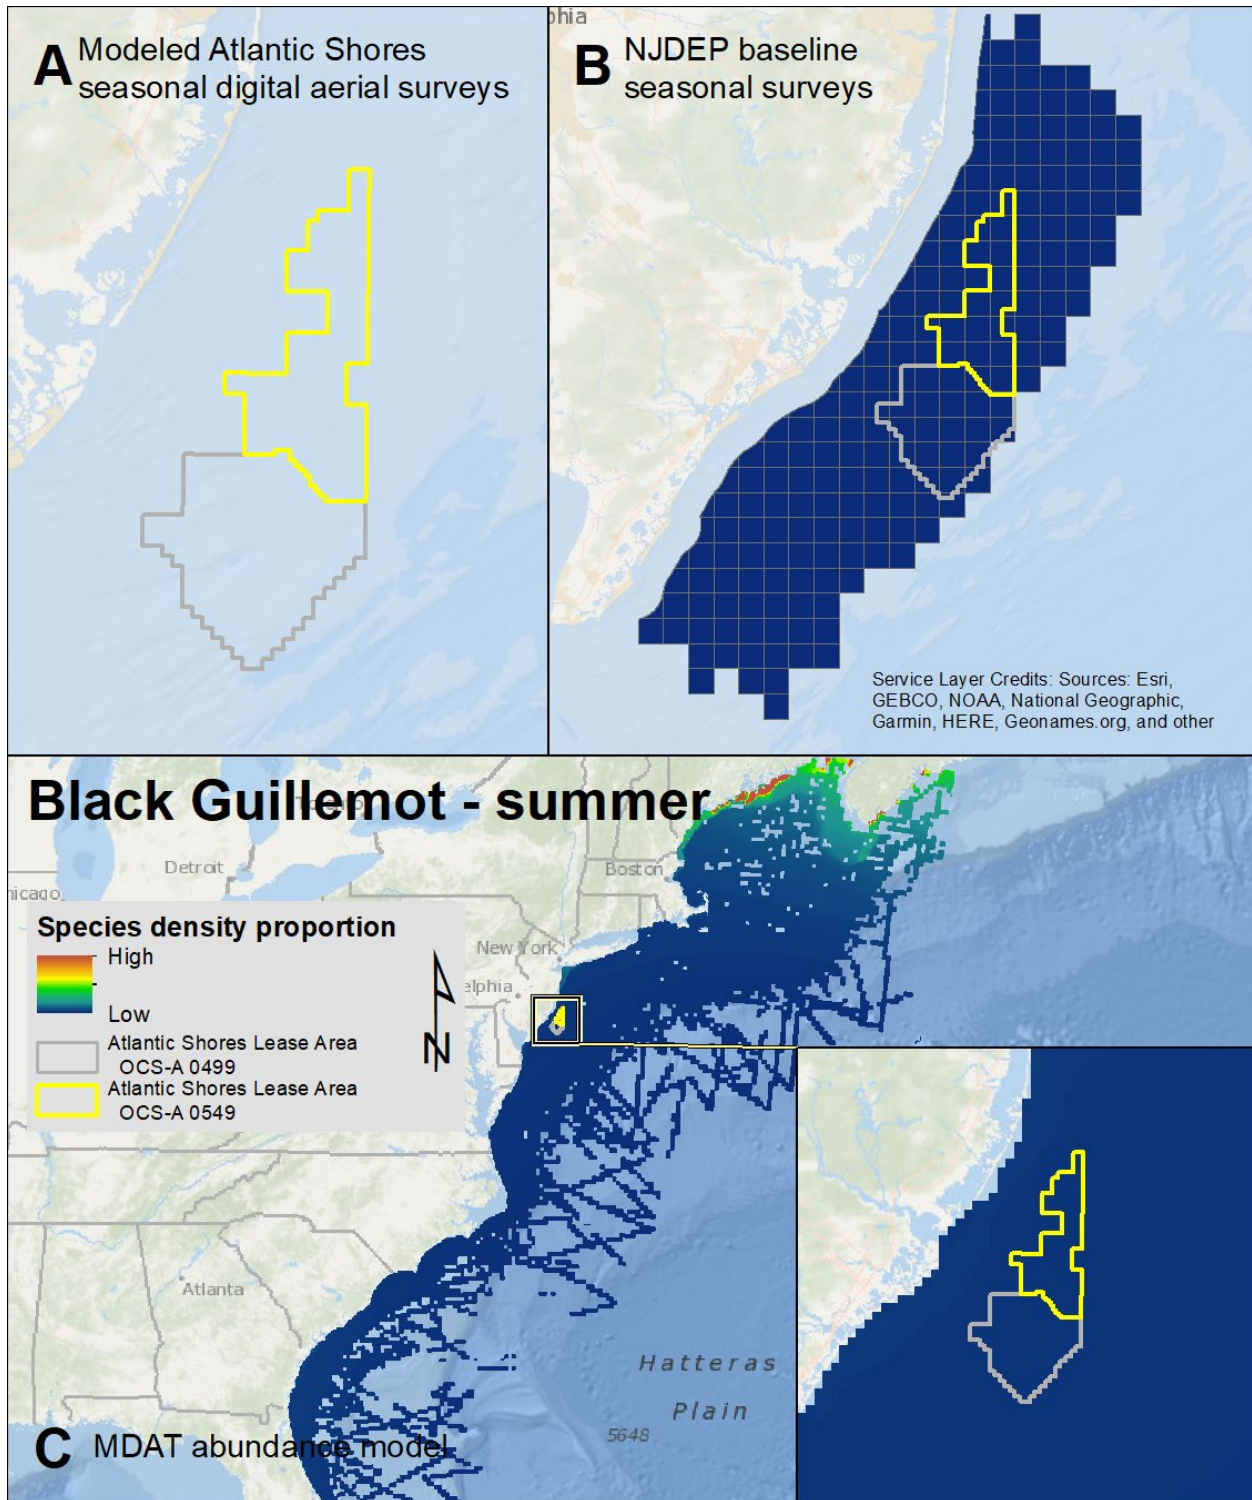 A Modeled Atlantic Shores
seasonal digital aerial surveys
phia
B NJDEP baseline
seasonal surveys
Service Layer Credits: Sources: Esri,
GEBCO, NOAA, National Geographic,
Garmin, HERE, Geonames.org, and other
Black Guillemot - summer
Detroit
Boston
hicago
Species density proportion
High
Low
Atlantic Shores Lease Area
OCS-A 0499
Atlantic Shores Lease Area
OCS-A 0549
N
New York
elphia
Atlanta
Hatteras
Plain
5648
C MDAT abundance model